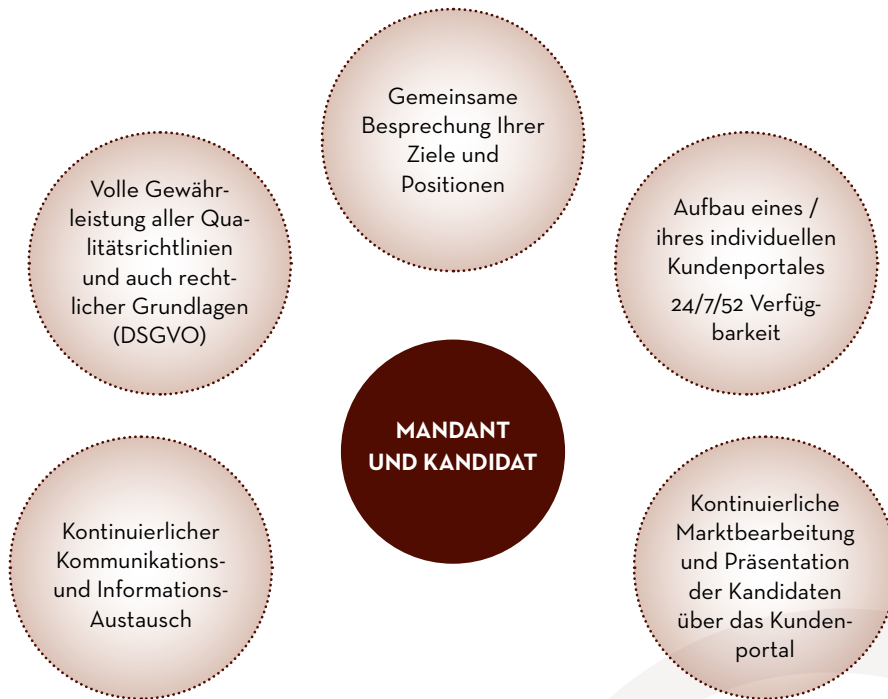 Gemeinsame
Besprechung Ihrer
Ziele und
Positionen
Volle Gewähr-
leistung aller Qua-
litätsrichtlinien
und auch recht-
licher Grundlagen
(DSGVO)
Aufbau eines /
ihres individuellen
Kundenportales
24/7/52 Verfüg-
barkeit
MANDANT
UND KANDIDAT
Kontinuierlicher
Kommunikations-
und Informations-
Austausch
Kontinuierliche
Marktbearbeitung
und Präsentation
der Kandidaten
über das Kunden-
portal